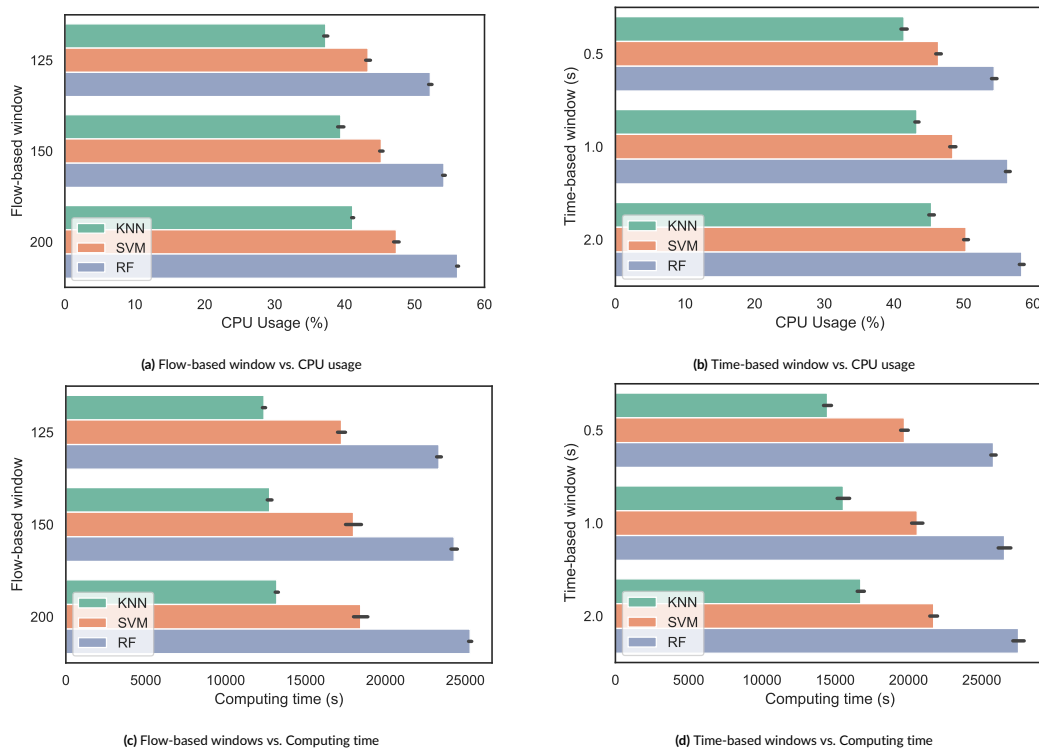 Flow-based window
125
150
200
KNN
SVM
RF
0 10 20 30 40 50 60
CPU Usage (%)
(a) Flow-based window vs. CPU usage
Time-based window (s)
0.5
1.0
2.0
KNN
SVM
RF
0 10 20 30 40 50 60
CPU Usage (%)
(b) Time-based window vs. CPU usage
Flow-based window
125
150
200
KNN
SVM
RF
0 5000 10000 15000 20000 25000
Computing time (s)
(c) Flow-based windows vs. Computing time
Time-based window (s)
0.5
1.0
2.0
KNN
SVM
RF
0 5000 10000 15000 20000 25000
Computing time (s)
(d) Time-based windows vs. Computing time